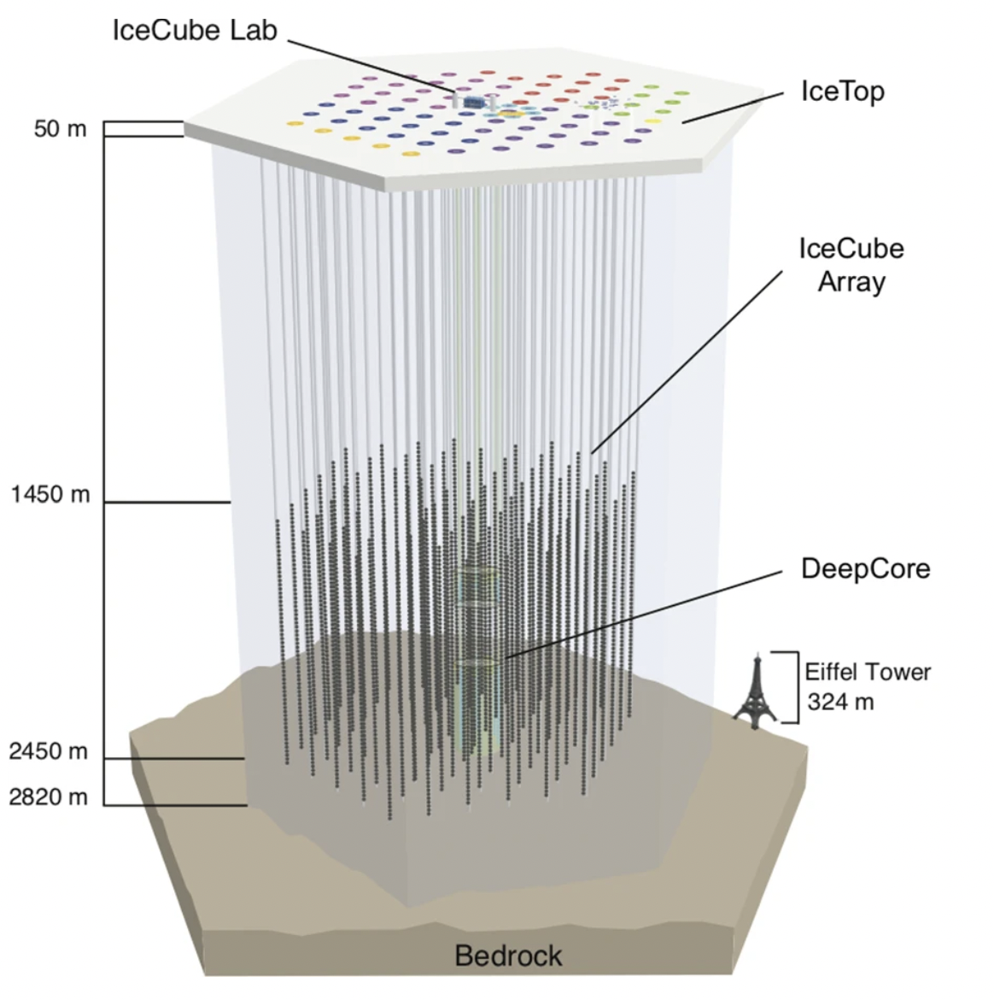 IceCube Lab
IceTop
50 m
IceCube
Array
1450 m
DeepCore
Eiffel Tower
324 m
2450 m
2820 m
Bedrock